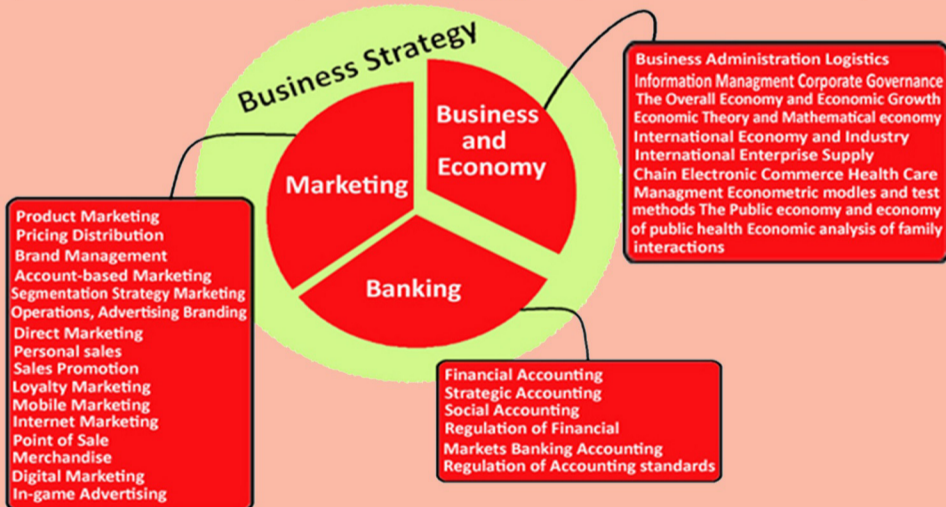 Business Strategy
Marketing
Business
and
Economy
Banking
Product Marketing
Pricing Distribution
Brand Management
Account-based Marketing
Segmentation Strategy Marketing
Operations, Advertising Branding
Direct Marketing
Personal sales
Sales Promotion
Loyalty Marketing
Mobile Marketing
Internet Marketing
Point of Sale
Merchandise
Digital Marketing
In-game Advertising
Business Administration Logistics
Information Managment Corporate Governance
The Overall Economy and Economic Growth
Economic Theory and Mathematical economy
International Economy and Industry
International Enterprise Supply
Chain Electronic Commerce Health Care
Managment Econometric modles and test
methods The Public economy and economy
of public health Economic analysis of family
interactions
Financial Accounting
Strategic Accounting
Social Accounting
Regulation of Financial
Markets Banking Accounting
Regulation of Accounting standards